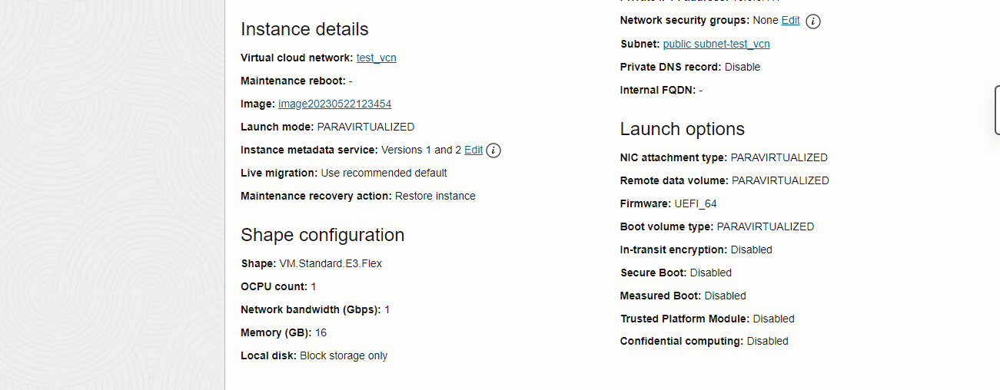 Instance details
Virtual cloud network: test_vcn
Maintenance reboot: -
Image: image20230522123454
Launch mode: PARAVIRTUALIZED
Instance metadata service: Versions 1 and 2 Edit i
Live migration: Use recommended default
Maintenance recovery action: Restore instance
Shape configuration
Shape: VM.Standard.E3.Flex
OCPU count: 1
Network bandwidth (Gbps): 1
Memory (GB): 16
Local disk: Block storage only
Network security groups: None Edit i
Subnet: public subnet-test_vcn
Private DNS record: Disable
Internal FQDN: -
Launch options
NIC attachment type: PARAVIRTUALIZED
Remote data volume: PARAVIRTUALIZED
Firmware: UEFI_64
Boot volume type: PARAVIRTUALIZED
In-transit encryption: Disabled
Secure Boot: Disabled
Measured Boot: Disabled
Trusted Platform Module: Disabled
Confidential computing: Disabled